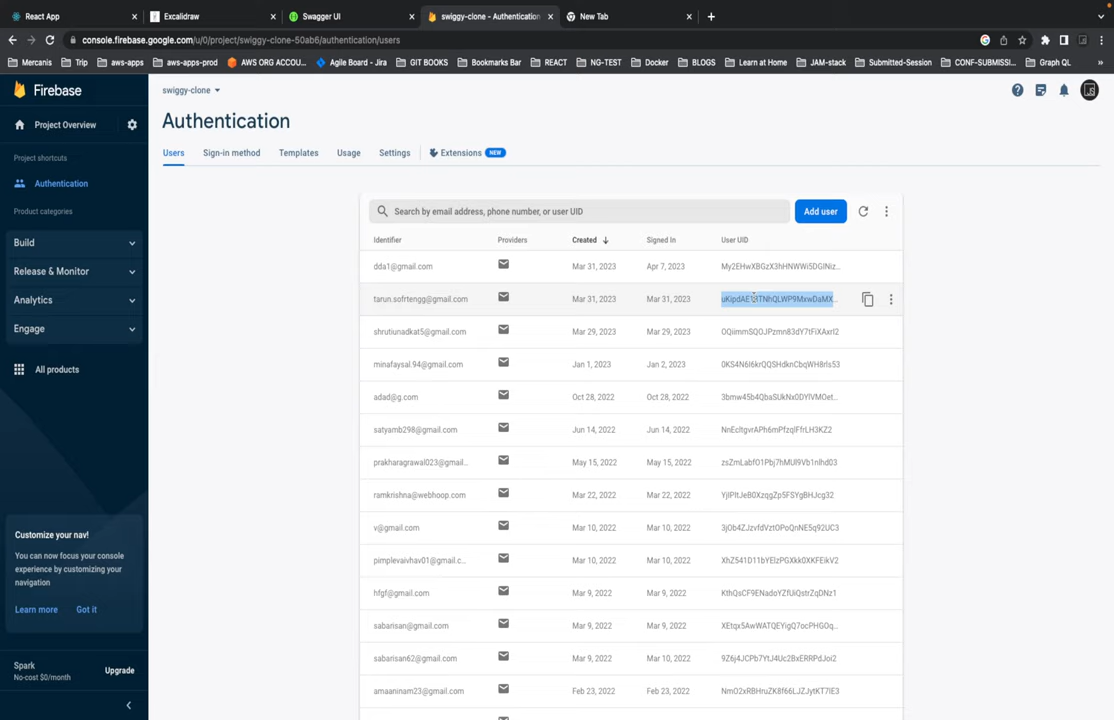 React App
Excalidraw
Swagger UI
swiggy-clone - Authentication
New Tab
console.firebase.google.com/u/0/project/swiggy-clone-50ab6/authentication/users
Mercanis Trip aws-apps aws-apps-prod AWS ORG ACCOU... Agile Board - Jira GIT BOOKS Bookmarks Bar REACT NG-TEST Docker BLOGS Learn at Home JAM-stack Submitted-Session CONF-SUBMISSI... Graph QL »
Firebase
swiggy-clone
Project Overview
Authentication
Project shortcuts
Users Sign-in method Templates Usage Settings Extensions NEW
Authentication
Product categories
Search by email address, phone number, or user UID Add user
Build
Identifier Providers Created Signed In User UID
Release & Monitor
dda1@gmail.com Mar 31, 2023 Apr 7, 2023
Analytics
tarun.sofrtengg@gmail.com Mar 31, 2023 Mar 31, 2023
Engage
shrutiunadkat5@gmail.com Mar 29, 2023 Mar 29, 2023
All products
minafaysal.94@gmail.com Jan 1, 2023 Jan 2, 2023
adad@g.com Oct 28, 2022 Oct 28, 2022
satyamb298@gmail.com Jun 14, 2022 Jun 14, 2022
prakharagrawal023@gmail... May 15, 2022 May 15, 2022
ramkrishna@webhoop.com Mar 22, 2022 Mar 22, 2022
v@gmail.com Mar 10, 2022 Mar 10, 2022
Customize your nav!
You can now focus your console
experience by customizing your
navigation
pimplevaivhav01@gmail.c... Mar 10, 2022 Mar 10, 2022
hfgf@gmail.com Mar 9, 2022 Mar 9, 2022
Learn more Got it
sabarisan@gmail.com Mar 9, 2022 Mar 9, 2022
sabarisan62@gmail.com Mar 9, 2022 Mar 10, 2022
Spark
No-cost $0/month
Upgrade
amaaninam23@gmail.com Feb 23, 2022 Mar 9, 2022